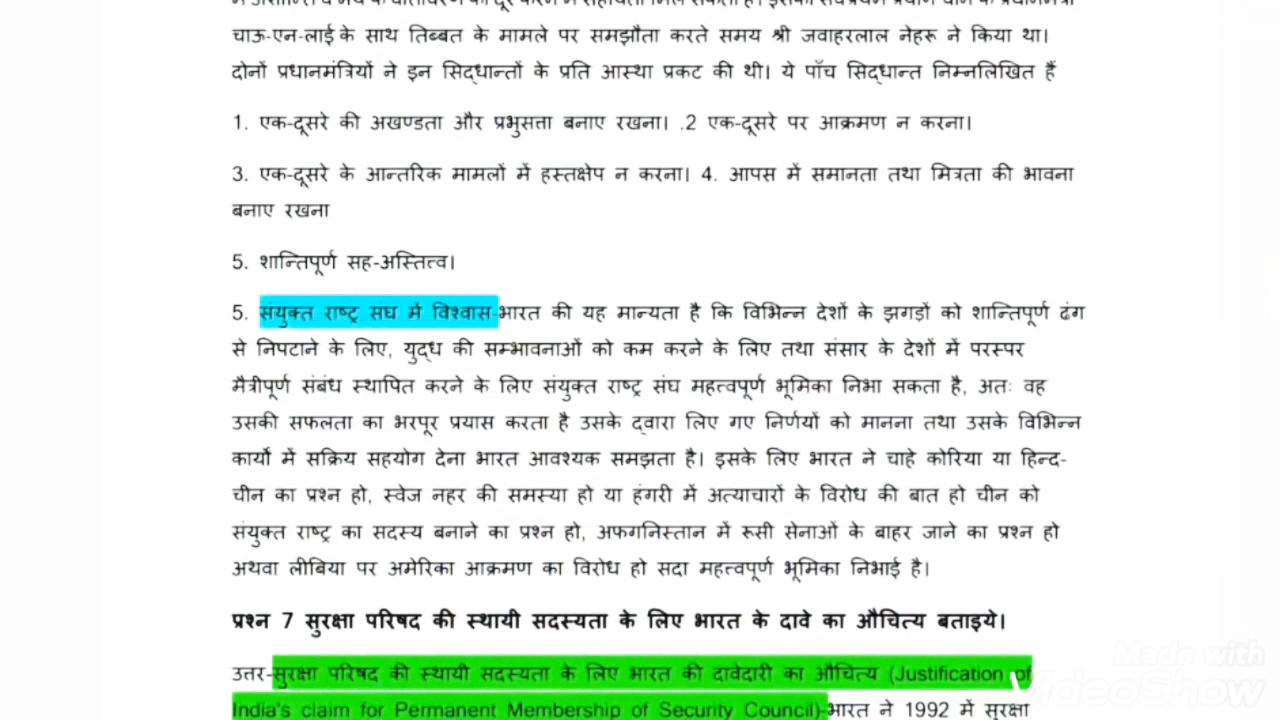 चाऊ-एन-लाई के साथ तिब्बत के मामले पर समझौता करते समय श्री जवाहरलाल नेहरू ने किया था।
दोनों प्रधानमंत्रियों ने इन सिद्धान्तों के प्रति आस्था प्रकट की थी। ये पाँच सिद्धान्त निम्नलिखित हैं
1. एक-दूसरे की अखण्डता और प्रभुसत्ता बनाए रखना। .2 एक-दूसरे पर आक्रमण न करना।
3. एक-दूसरे के आन्तरिक मामलों में हस्तक्षेप न करना। 4. आपस में समानता तथा मित्रता की भावना
बनाए रखना
5. शान्तिपूर्ण सह-अस्तित्व।
5. संयुक्त राष्ट्र संघ में विश्वास-भारत की यह मान्यता है कि विभिन्न देशों के झगड़ों को शान्तिपूर्ण ढंग
से निपटाने के लिए, युद्ध की सम्भावनाओं को कम करने के लिए तथा संसार के देशों में परस्पर
मैत्रीपूर्ण संबंध स्थापित करने के लिए संयुक्त राष्ट्र संघ महत्वपूर्ण भूमिका निभा सकता है, अतः वह
उसकी सफलता का भरपूर प्रयास करता है उसके द्वारा लिए गए निर्णयों को मानना तथा उसके विभिन्न
कार्यों में सक्रिय सहयोग देना भारत आवश्यक समझता है। इसके लिए भारत ने चाहे कोरिया या हिन्द-
चीन का प्रश्न हो, स्वेज नहर की समस्या हो या हंगरी में अत्याचारों के विरोध की बात हो चीन को
संयुक्त राष्ट्र का सदस्य बनाने का प्रश्न हो, अफगनिस्तान में रूसी सेनाओं के बाहर जाने का प्रश्न हो
अथवा लीबिया पर अमेरिका आक्रमण का विरोध हो सदा महत्त्वपूर्ण भूमिका निभाई है।
प्रश्न 7 सुरक्षा परिषद की स्थायी सदस्यता के लिए भारत के दावे का औचित्य बताइये।
उत्तर-सुरक्षा परिषद की स्थायी सदस्यता के लिए भारत की दावेदारी का औचित्य (Justification of
India's claim for Permanent Membership of Security Council)-भारत ने 1992 में सुरक्षा
Made with
VideoShow